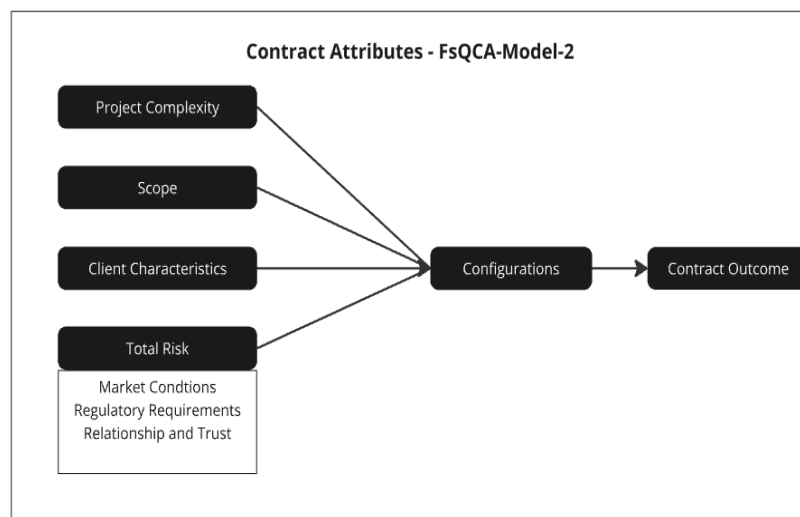 Contract Attributes - FsQCA-Model-2
Project Complexity
Scope
Client Characteristics
Configurations
Contract Outcome
Total Risk
Market Condtions
Regulatory Requirements
Relationship and Trust